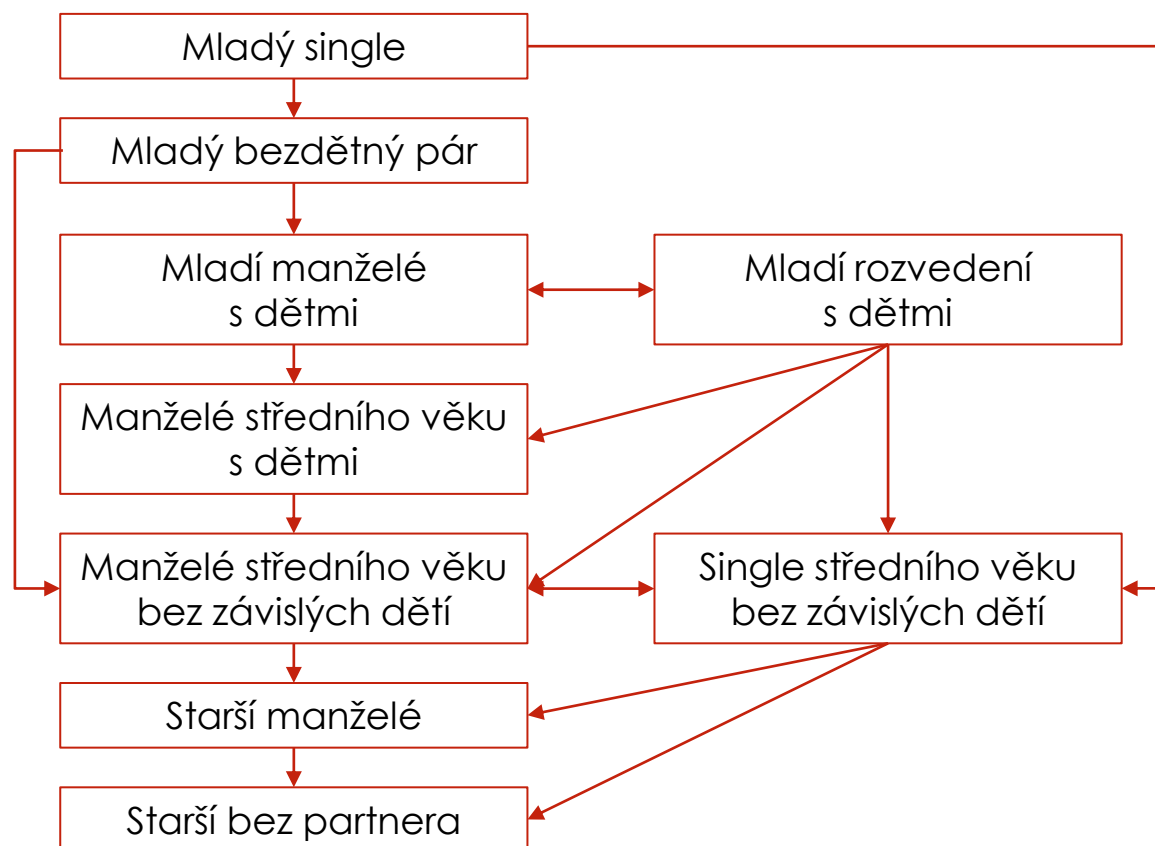 Mladý single
Mladý bezdětný pár
Mladí manželé
s dětmi
Mladí rozvedení
s dětmi
Manželé středního věku
s dětmi
Manželé středního věku
bez závislých dětí
Single středního věku
bez závislých dětí
Starší manželé
Starší bez partnera